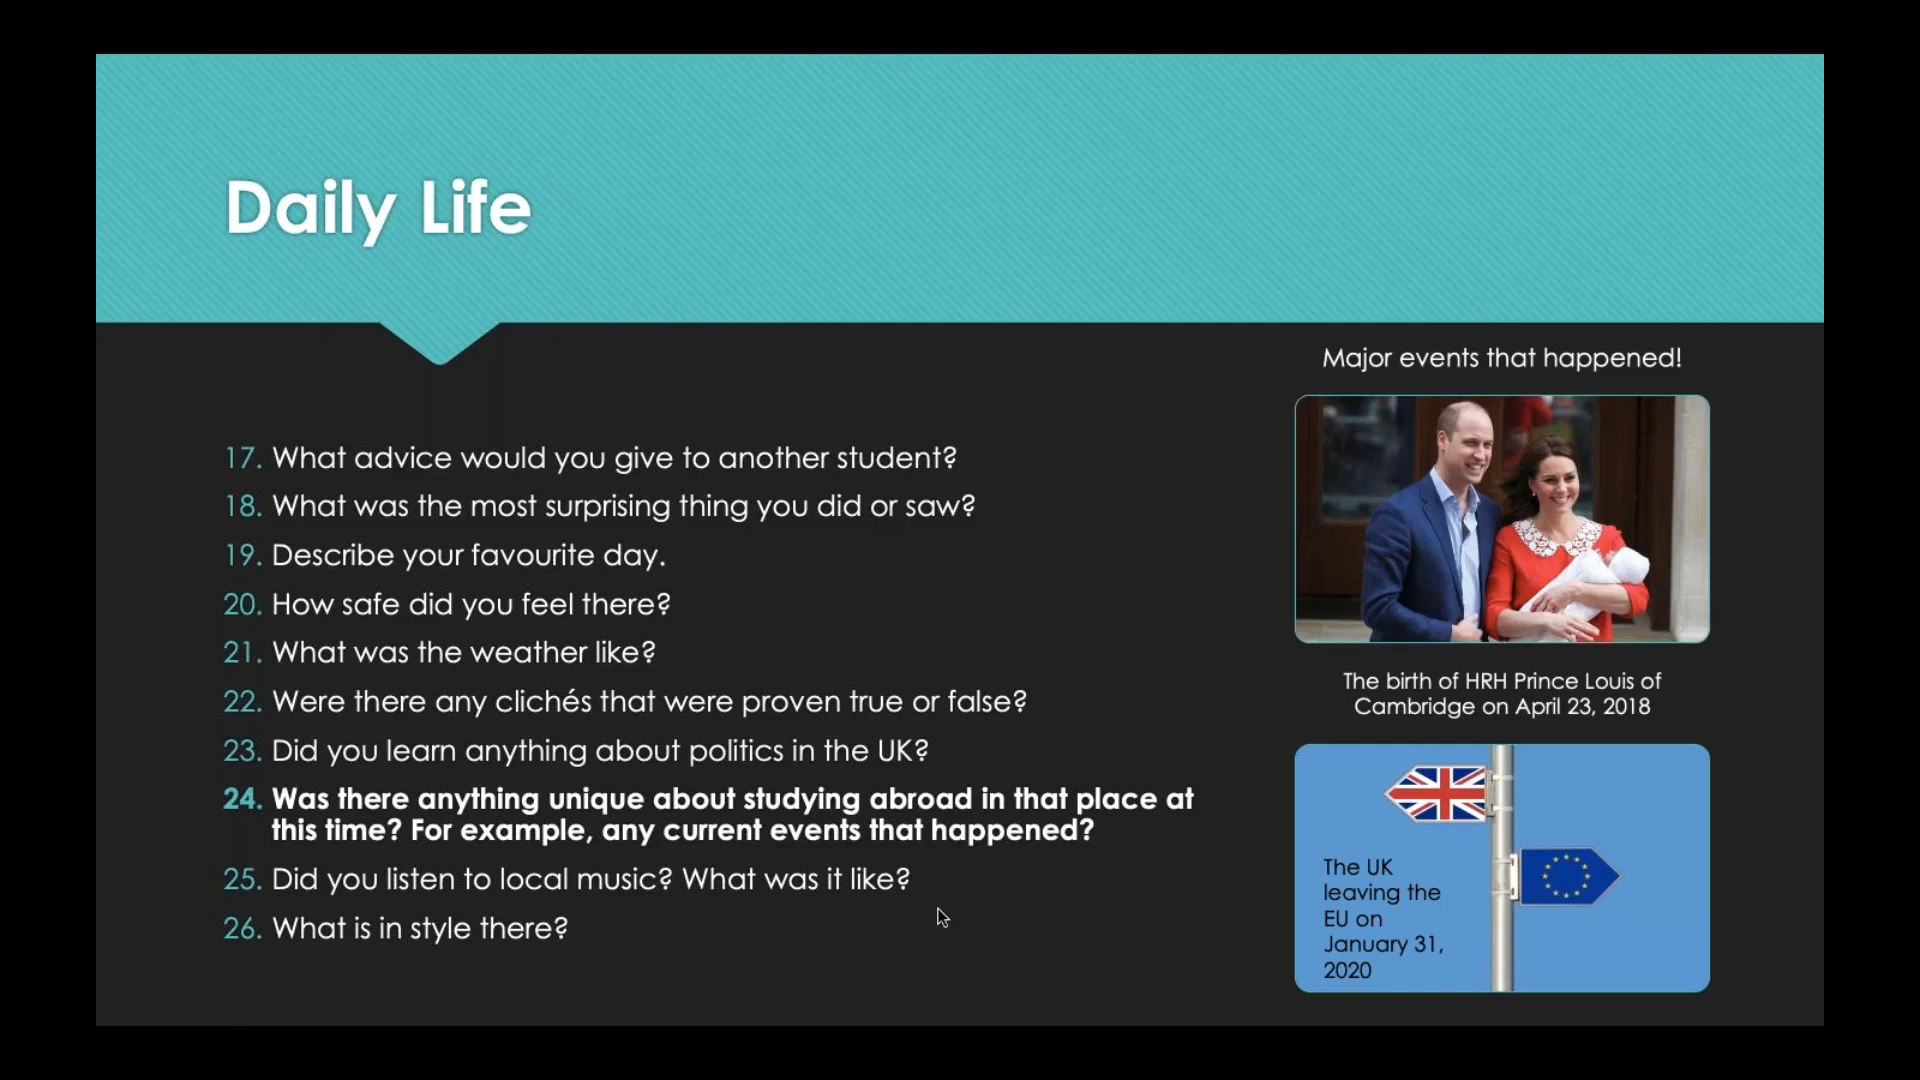 Daily Life
17. What advice would you give to another student?
18. What was the most surprising thing you did or saw?
19. Describe your favourite day.
20. How safe did you feel there?
21. What was the weather like?
22. Were there any clichés that were proven true or false?
23. Did you learn anything about politics in the UK?
24. Was there anything unique about studying abroad in that place at
this time? For example, any current events that happened?
25. Did you listen to local music? What was it like?
26. What is in style there?
Major events that happened!
The birth of HRH Prince Louis of
Cambridge on April 23, 2018
The UK
leaving the
EU on
January 31,
2020